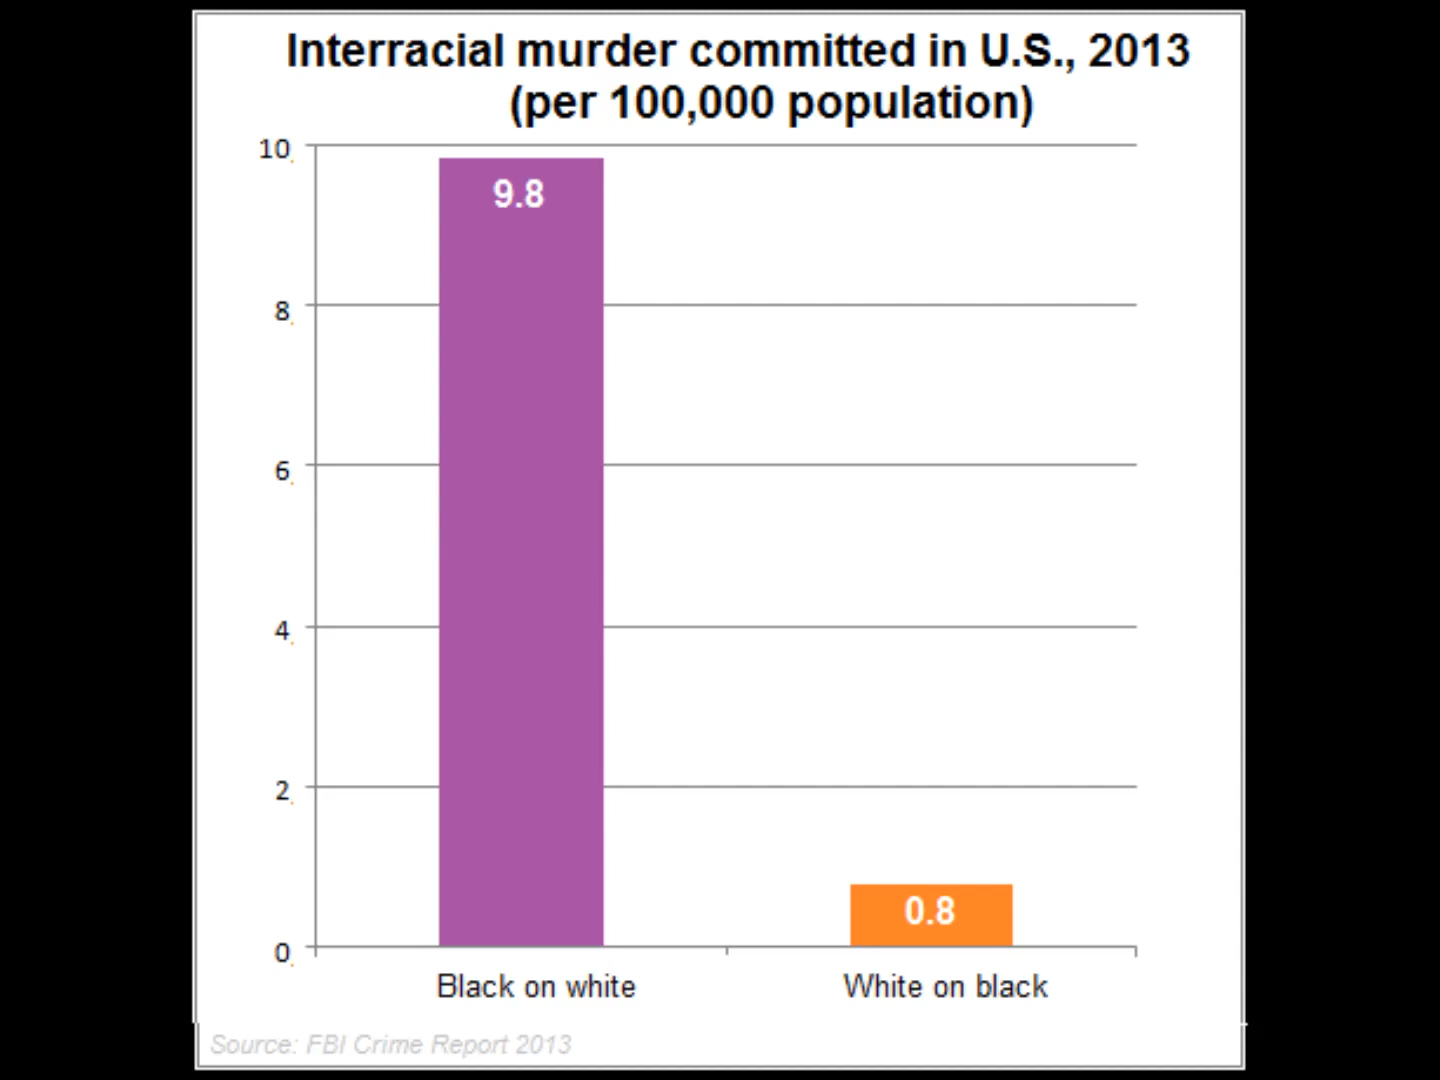 Interracial murder committed in U.S., 2013
(per 100,000 population)
10
9.8
8
6
4
2
0.8
0
Black on white
White on black
Source: FBI Crime Report 2013